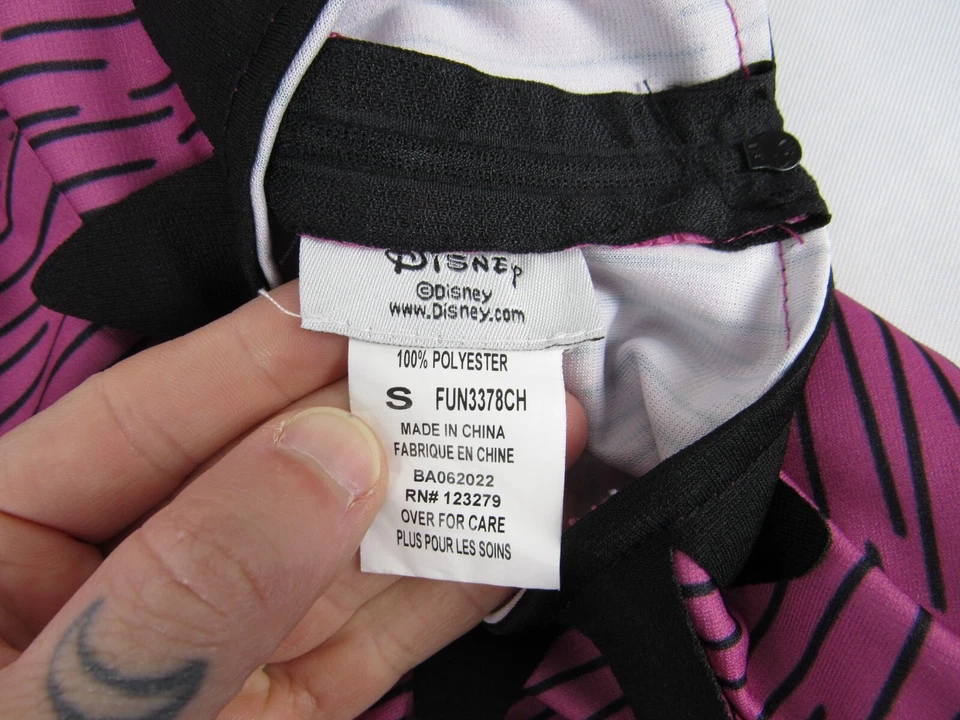 Disney
©Disney
www.Disney.com
100% POLYESTER
S FUN3378CH
MADE IN CHINA
FABRIQUE EN CHINE
BA062022
RN# 123279
OVER FOR CARE
PLUS POUR LES SOINS